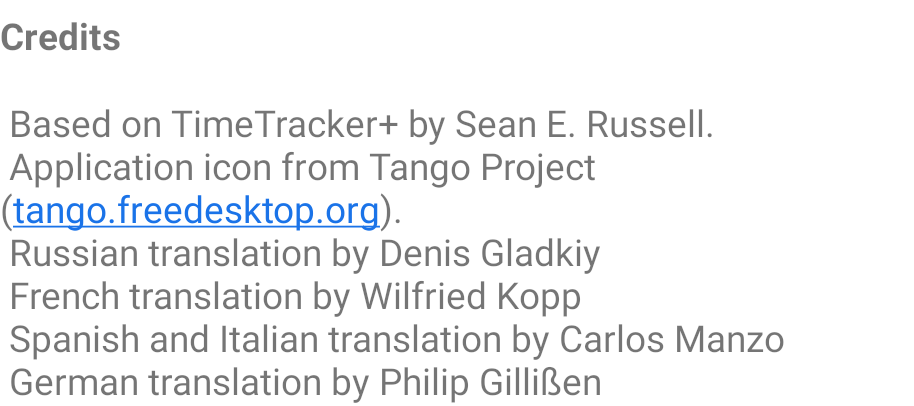 Credits
Based on TimeTracker+ by Sean E. Russell.
Application icon from Tango Project
(tango.freedesktop.org).
Russian translation by Denis Gladkiy
French translation by Wilfried Kopp
Spanish and Italian translation by Carlos Manzo
German translation by Philip Gillißen